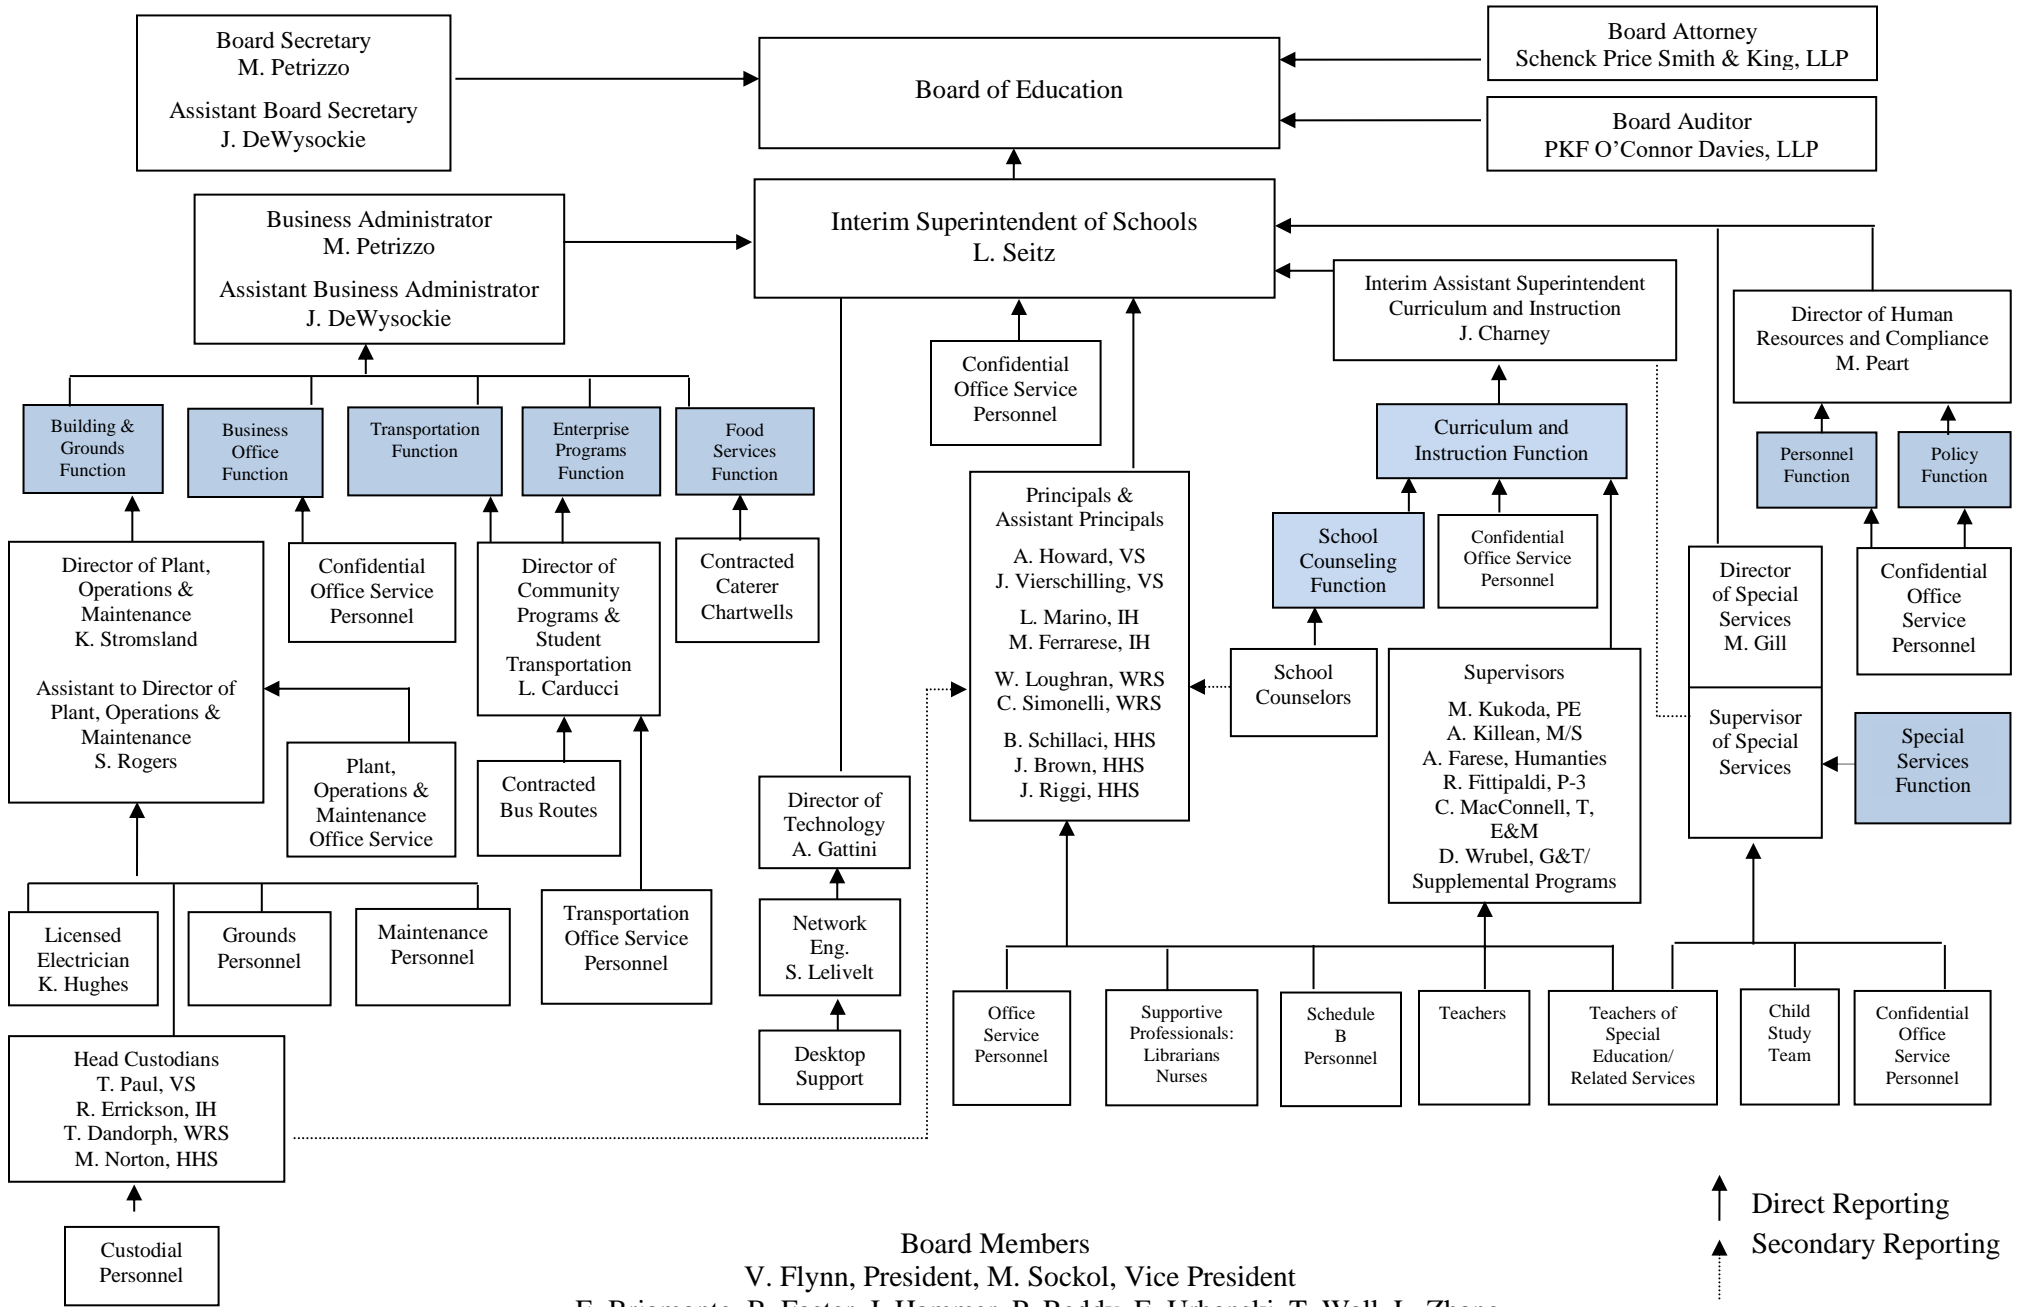 Board Secretary
M. Petrizzo
Assistant Board Secretary
J. DeWysockie
Board of Education
Board Attorney
Schenck Price Smith & King, LLP
Board Auditor
PKF O’Connor Davies, LLP
Business Administrator
M. Petrizzo
Assistant Business Administrator
J. DeWysockie
Interim Superintendent of Schools
L. Seitz
Interim Assistant Superintendent
Curriculum and Instruction
J. Charney
Director of Human
Resources and Compliance
M. Peart
Confidential
Office Service
Personnel
Building &
Grounds
Function
Business
Office
Function
Transportation
Function
Enterprise
Programs
Function
Food
Services
Function
Curriculum and
Instruction Function
Personnel
Function
Policy
Function
Director of Plant,
Operations &
Maintenance
K. Stromsland
Assistant to Director of
Plant, Operations &
Maintenance
S. Rogers
Confidential
Office Service
Personnel
Director of
Community
Programs &
Student
Transportation
L. Carducci
Contracted
Caterer
Chartwells
Principals &
Assistant Principals
A. Howard, VS
J. Vierschilling, VS
L. Marino, IH
M. Ferrarese, IH
W. Loughran, WRS
C. Simonelli, WRS
B. Schillaci, HHS
J. Brown, HHS
J. Riggi, HHS
School
Counseling
Function
Confidential
Office Service
Personnel
Director
of Special
Services
M. Gill
Confidential
Office
Service
Personnel
School
Counselors
Supervisors
M. Kukoda, PE
A. Killean, M/S
A. Farese, Humanties
R. Fittipaldi, P-3
C. MacConnell, T,
E&M
D. Wrubel, G&T/
Supplemental Programs
Supervisor
of Special
Services
Special
Services
Function
Plant,
Operations &
Maintenance
Office Service
Contracted
Bus Routes
Director of
Technology
A. Gattini
Licensed
Electrician
K. Hughes
Grounds
Personnel
Maintenance
Personnel
Transportation
Office Service
Personnel
Network
Eng.
S. Lelivelt
Office
Service
Personnel
Supportive
Professionals:
Librarians
Nurses
Schedule
B
Personnel
Teachers
Teachers of
Special
Education/
Related Services
Child
Study
Team
Confidential
Office
Service
Personnel
Desktop
Support
Head Custodians
T. Paul, VS
R. Errickson, IH
T. Dandorph, WRS
M. Norton, HHS
Custodial
Personnel
Direct Reporting
Secondary Reporting
Board Members
V. Flynn, President, M. Sockol, Vice President